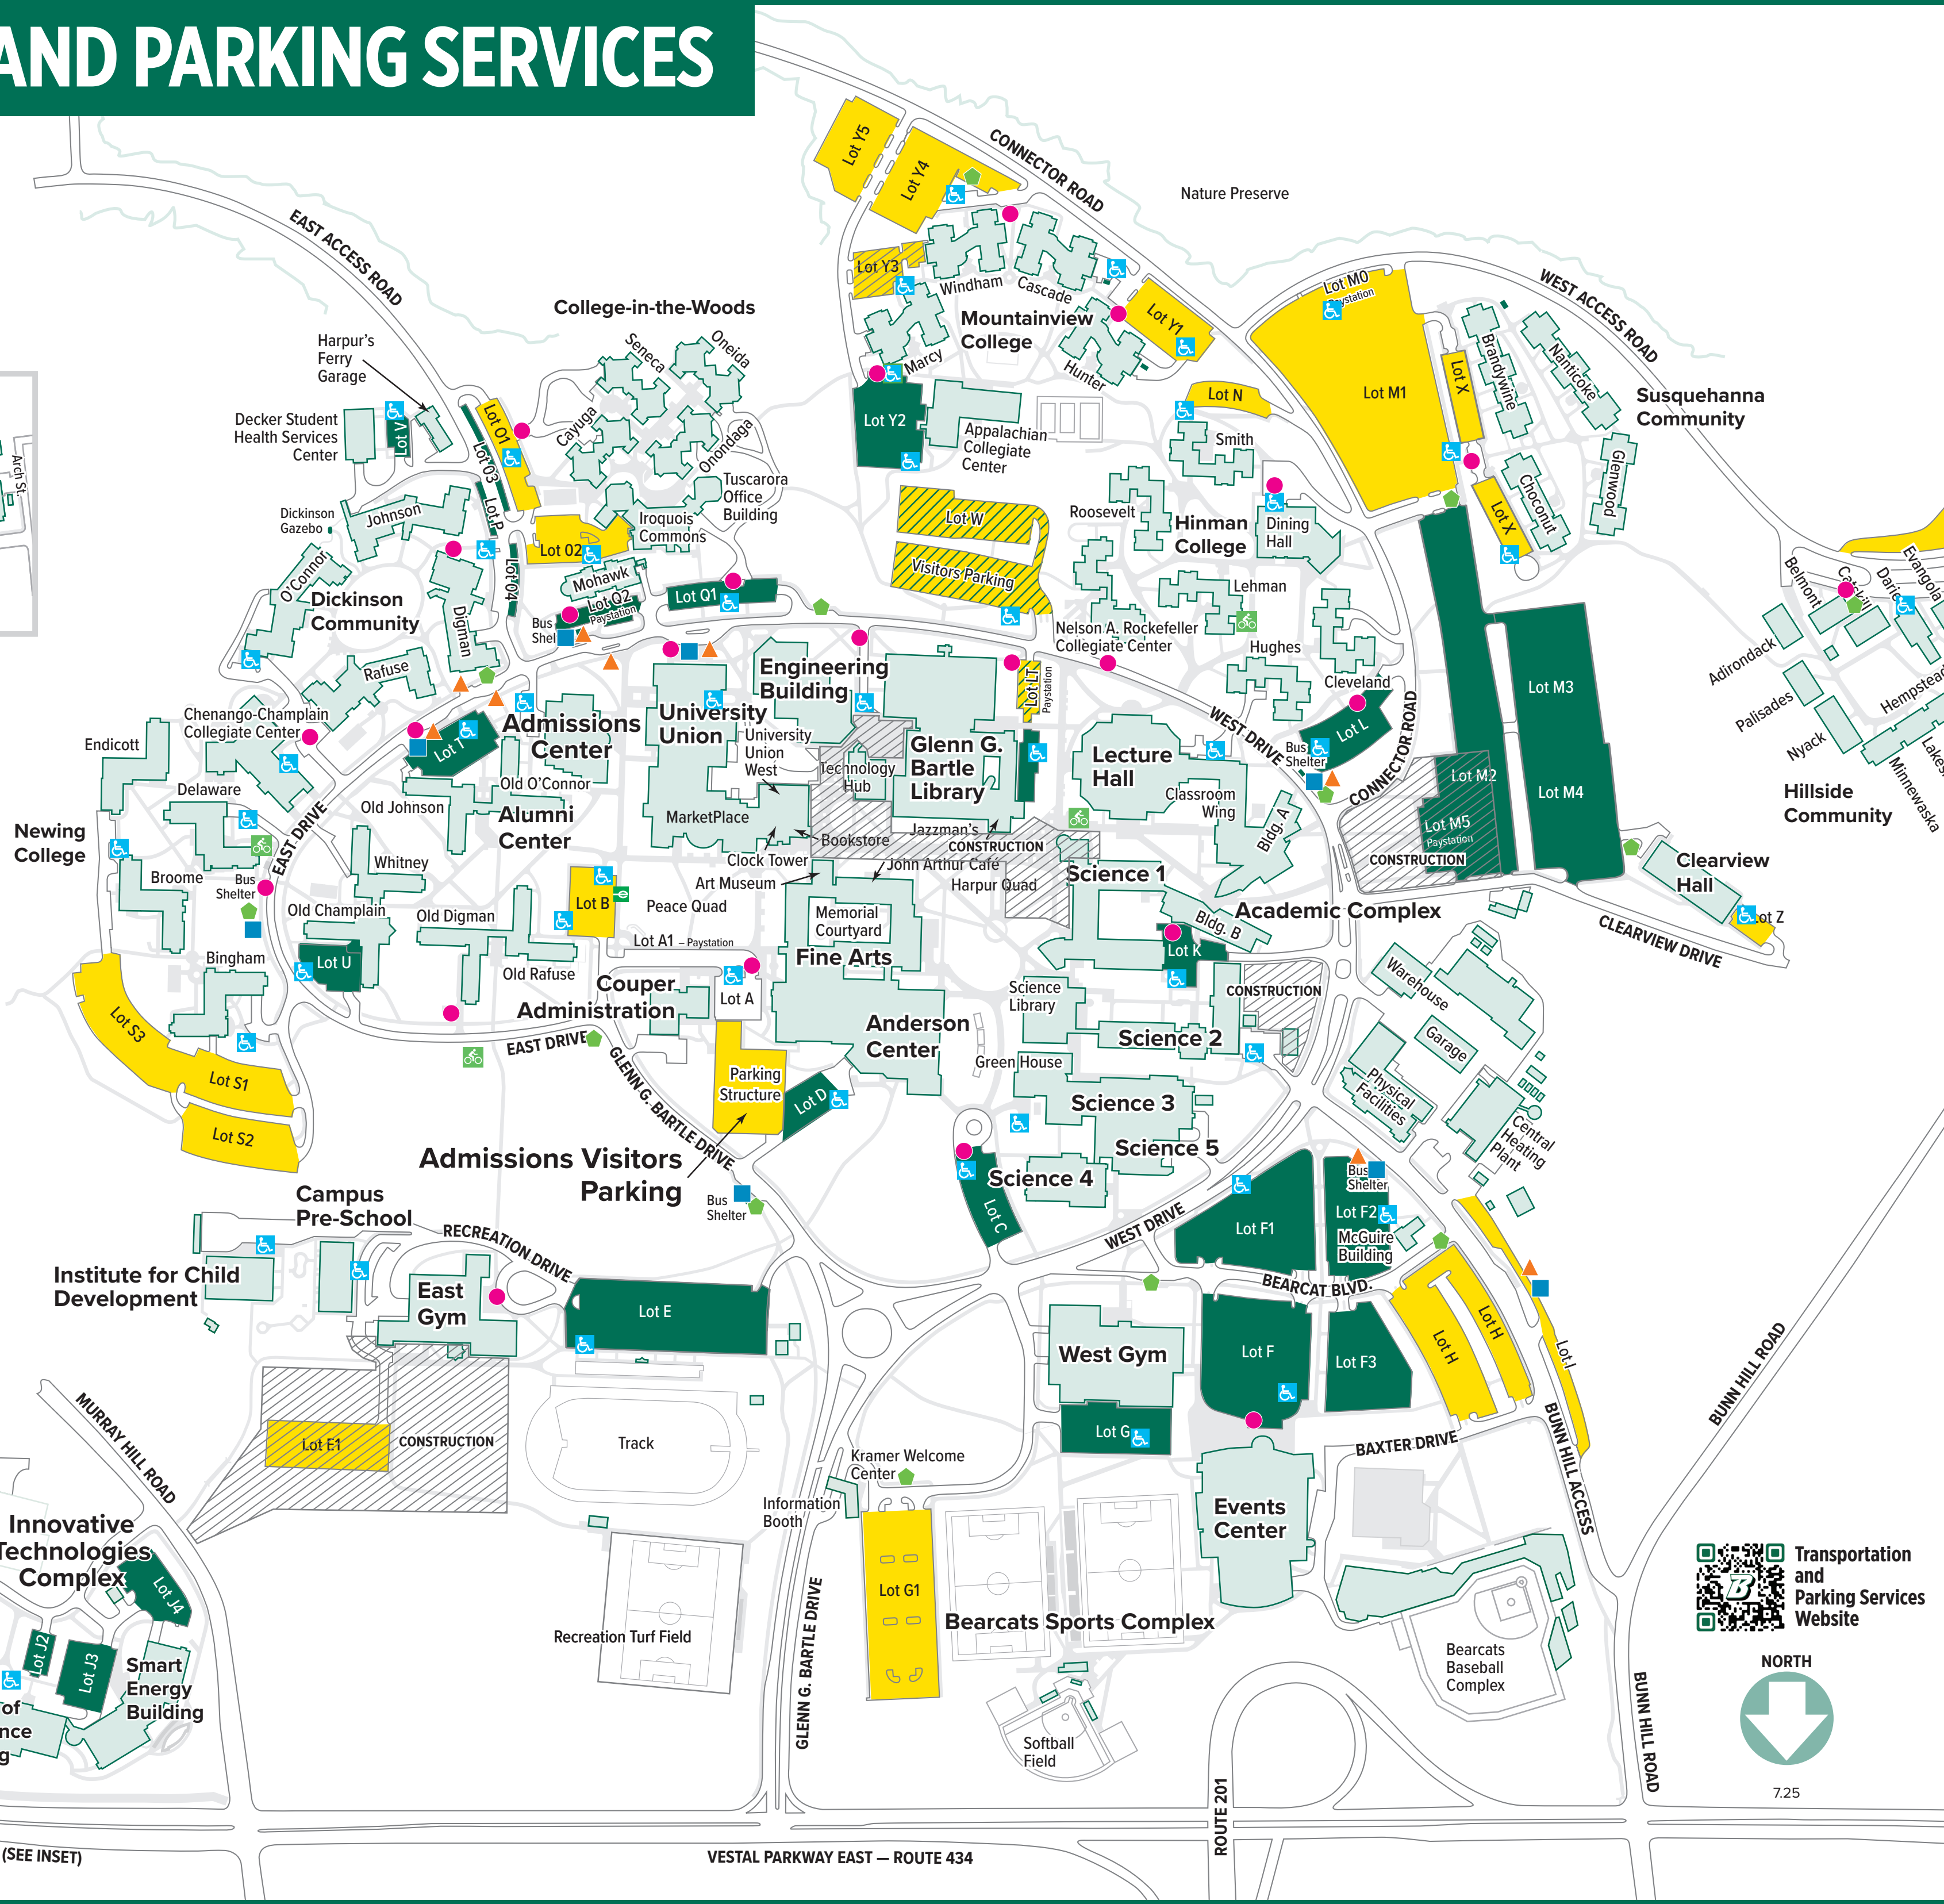 AND PARKING SERVICES
CONNECTOR ROAD
Nature Preserve
Lot Y5
Lot Y4
EAST ACCESS ROAD
WEST ACCESS ROAD
Lot Y3
Windham
Cascade
Lot M0
Paystation
College-in-the-Woods
Mountainview
College
Lot Y1
Harpur's
Ferry
Garage
Seneca
Oneida
Marcy
Hunter
Brandywine
Nanticoke
Lot X
Lot M1
Susquehanna
Community
Lot N
Decker Student
Health Services
Center
Lot V
Lot O1
Lot 03
Cayuga
Onondaga
Lot Y2
Appalachian
Collegiate
Center
Smith
Glenwood
Choconut
Lot X
Arch St.
Tuscarora
Office
Building
Lot P
Dickinson
Gazebo
Johnson
Iroquois
Commons
Lot W
Roosevelt
Hinman
College
Dining
Hall
Lot 02
O'Connor
Mohawk
Lot 04
Visitors Parking
Lehman
Belmont
Evangola
Dickinson
Community
Digman
Lot Q2
Paystation
Lot Q1
Bus
Shel
Nelson A. Rockefeller
Collegiate Center
Hughes
Adirondack
Rafuse
Engineering
Building
Lot LT
Paystation
Cleveland
Lot M3
Palisades
Hempstead
Chenango-Champlain
Collegiate Center
Admissions
Center
University
Union
WEST DRIVE
Lot L
CONNECTOR ROAD
Nyack
Endicott
Lot T
University
Union
West
Glenn G.
Bartle
Library
Lecture
Hall
Bus
Shelter
Minnewaska
Technology
Hub
Lot M2
Old O'Connor
Delaware
Old Johnson
Alumni
Center
Classroom
Wing
Lot M4
Hillside
Community
Newing
College
EAST DRIVE
MarketPlace
Bookstore
Jazzman's
CONSTRUCTION
Bldg. A
Lot M5
Paystation
CONSTRUCTION
Whitney
Clock Tower
John Arthur Café
Clearview
Hall
Broome
Bus
Shelter
Art Museum
Harpur Quad
Science 1
Lot B
Peace Quad
Old Champlain
Old Digman
Memorial
Courtyard
Bldg. B
Academic Complex
CLEARVIEW DRIVE
Lot A1 – Paystation
Fine Arts
Lot K
Bingham
Lot U
Old Rafuse
Couper
Administration
Lot A
Science
Library
CONSTRUCTION
Warehouse
Lot S3
Anderson
Center
Science 2
Garage
EAST DRIVE
GLENN G. BARTLE DRIVE
Green House
Lot S1
Parking
Structure
Lot D
Science 3
Physical
Facilities
Lot S2
Science 5
Central
Heating
Plant
Admissions Visitors
Parking
Science 4
Bus
Shelter
Campus
Pre-School
Bus
Shelter
Lot C
WEST DRIVE
Lot F1
Lot F2
McGuire
Building
RECREATION DRIVE
Institute for Child
Development
East
Gym
Lot E
BEARCAT BLVD.
Lot H
Lot H
Lot I
West Gym
Lot F
Lot F3
BUNN HILL ROAD
MURRAY HILL ROAD
Lot E1
CONSTRUCTION
Track
Lot G
BAXTER DRIVE
BUNN HILL ACCESS
Kramer Welcome
Center
Information
Booth
Innovative
Technologies
Complex
Events
Center
Lot J4
Lot G1
Transportation
and
Parking Services
Website
B
Bearcats Sports Complex
Recreation Turf Field
Lot J2
Lot J3
Smart
Energy
Building
GLENN G. BARTLE DRIVE
Bearcats
Baseball
Complex
NORTH
BUNN HILL ROAD
of
nce
g
Softball
Field
7.25
ROUTE 201
(SEE INSET)
VESTAL PARKWAY EAST — ROUTE 434